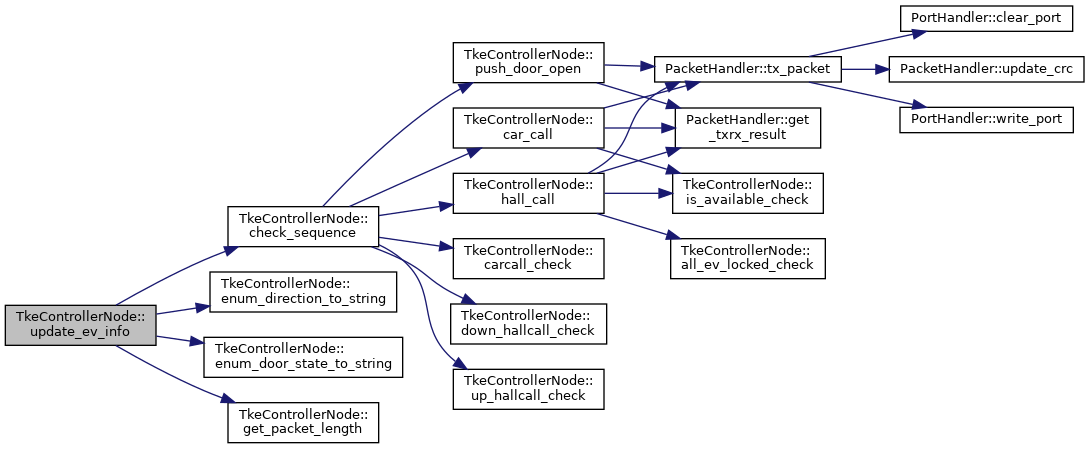 TkeControllerNode::
update_ev_info
TkeControllerNode::
check_sequence
TkeControllerNode::
push_door_open
PacketHandler::tx_packet
PortHandler::clear_port
PacketHandler::update_crc
PortHandler::write_port
PacketHandler::get
_txrx_result
TkeControllerNode::
car_call
TkeControllerNode::
is_available_check
TkeControllerNode::
hall_call
TkeControllerNode::
all_ev_locked_check
TkeControllerNode::
carcall_check
TkeControllerNode::
down_hallcall_check
TkeControllerNode::
up_hallcall_check
TkeControllerNode::
enum_direction_to_string
TkeControllerNode::
enum_door_state_to_string
TkeControllerNode::
get_packet_length